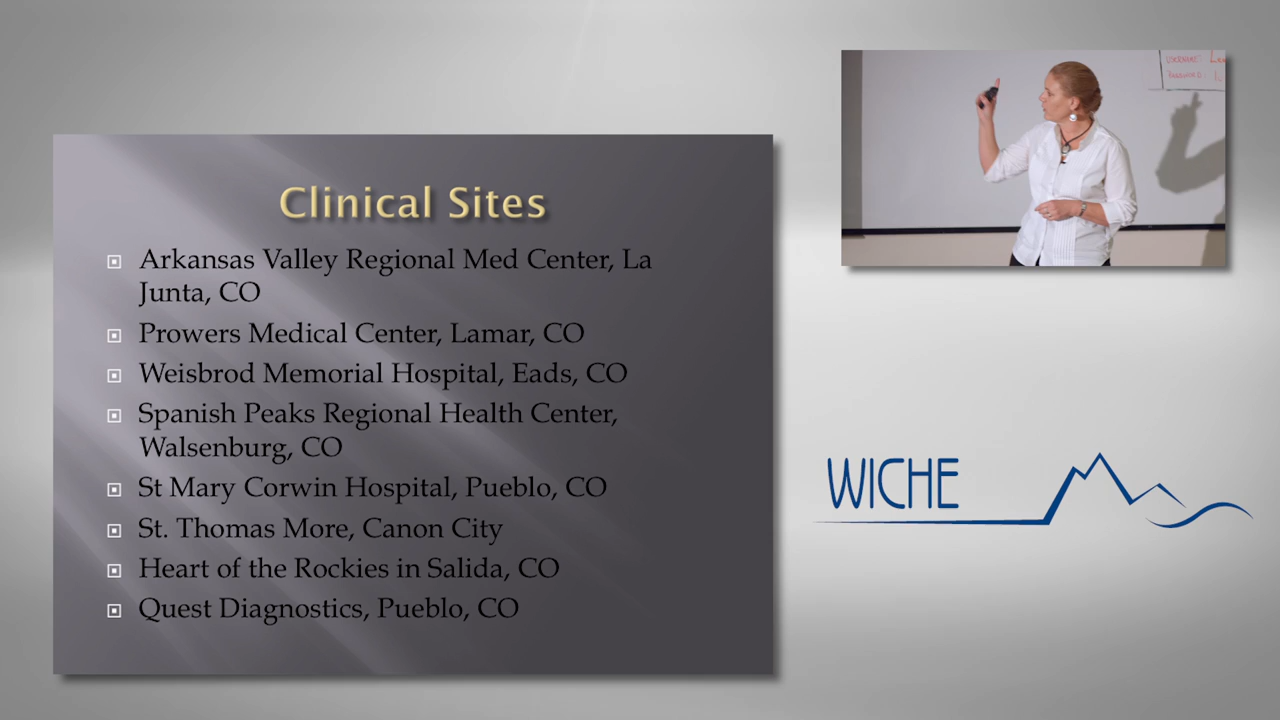 Clinical Sites
Arkansas Valley Regional Med Center, La
Junta, CO
Prowers Medical Center, Lamar, CO
Weisbrod Memorial Hospital, Eads, CO
Spanish Peaks Regional Health Center,
Walsenburg, CO
St Mary Corwin Hospital, Pueblo, CO
St. Thomas More, Canon City
Heart of the Rockies in Salida, CO
Quest Diagnostics, Pueblo, CO
WICHE